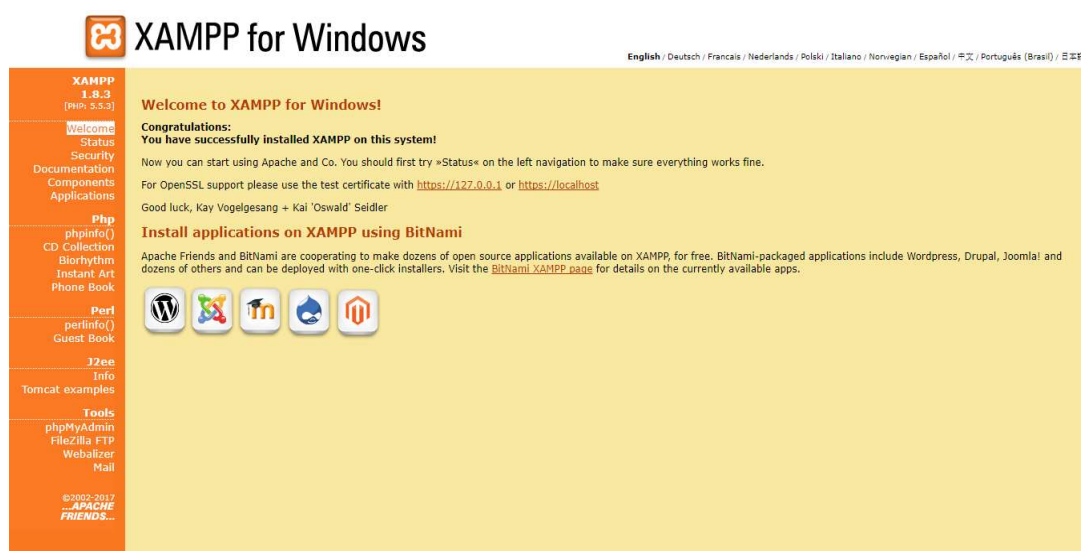 XAMPP for Windows
English / Deutsch / Francais / Nederlands / Polski / Italiano / Norwegian / Español / 中文 / Português (Brasil) /
XAMPP
1.8.3
[PHP: 5.5.3]
Welcome
Status
Security
Documentation
Components
Applications
Php
phpinfo()
CD Collection
Biorhythm
Instant Art
Phone Book
Perl
perlinfo()
Guest Book
J2ee
Info
Tomcat examples
Tools
phpMyAdmin
FileZilla FTP
Webalizer
Mail
©2002-2017
...APACHE
FRIENDS...
Welcome to XAMPP for Windows!
Congratulations:
You have successfully installed XAMPP on this system!
Now you can start using Apache and Co. You should first try »Status« on the left navigation to make sure everything works fine.
For OpenSSL support please use the test certificate with https://127.0.0.1 or https://localhost
Good luck, Kay Vogelgesang + Kai 'Oswald' Seidler
Install applications on XAMPP using BitNami
Apache Friends and BitNami are cooperating to make dozens of open source applications available on XAMPP, for free. BitNami-packaged applications include Wordpress, Drupal, Joomla! and
dozens of others and can be deployed with one-click installers. Visit the BitNami XAMPP page for details on the currently available apps.